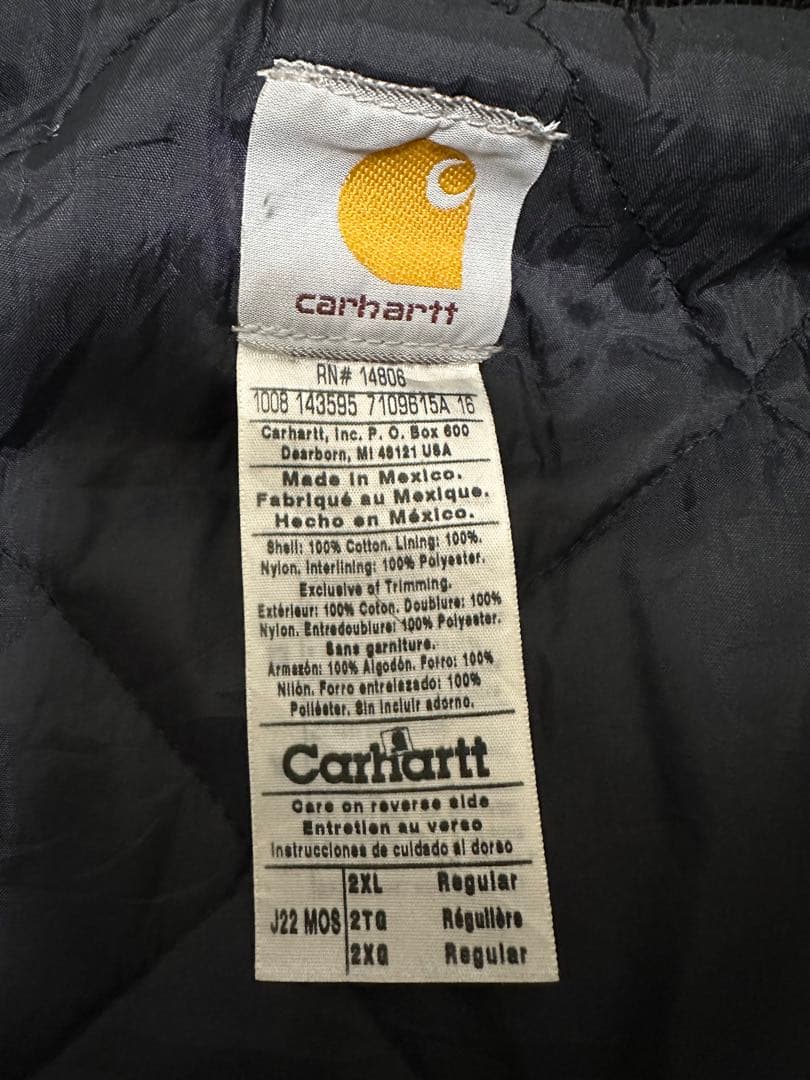 carhartt
RN# 14806
1008 143595 7109615A 16
Carhartt, Inc. P. O. Box 600
Dearborn, MI 48121 USA
Made in Mexico.
Fabriqué au Mexique.
Hecho en México.
Shell: 100% Cotton. Lining: 100%
Nylon. Interlining: 100% Polyester.
Exclusive of Trimming.
Extérieur: 100% Coton. Doublure: 100%
Nylon. Entredoublure: 100% Polyester.
Sans garniture.
Armazón: 100% Algodón. Forro: 100%
Nilón. Forro entrelazado: 100%
Poliéster. Sin incluir adorno.
Carhartt
Care on reverse side
Entretien au verso
Instrucciones de cuidado al dorso
2XL Regular
J22 MOS 2TG Régulière
2XG Regular